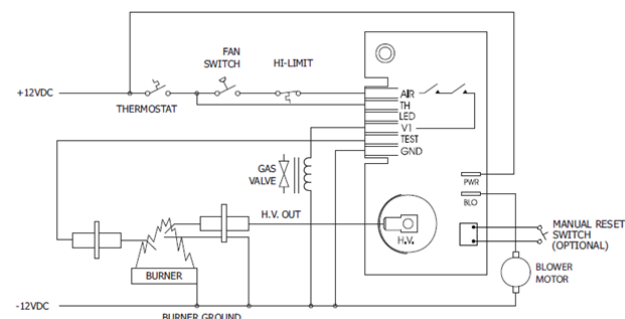 FAN
SWITCH
HI-LIMIT
+12VDC
THERMOSTAT
AIR
TH
LED
V1
TEST
GND
GAS
VALVE
PWR
BLO
H.V. OUT
H.V.
MANUAL RESET
SWITCH
(OPTIONAL)
BURNER
BLOWER
MOTOR
-12VDC
BURNER GROUND